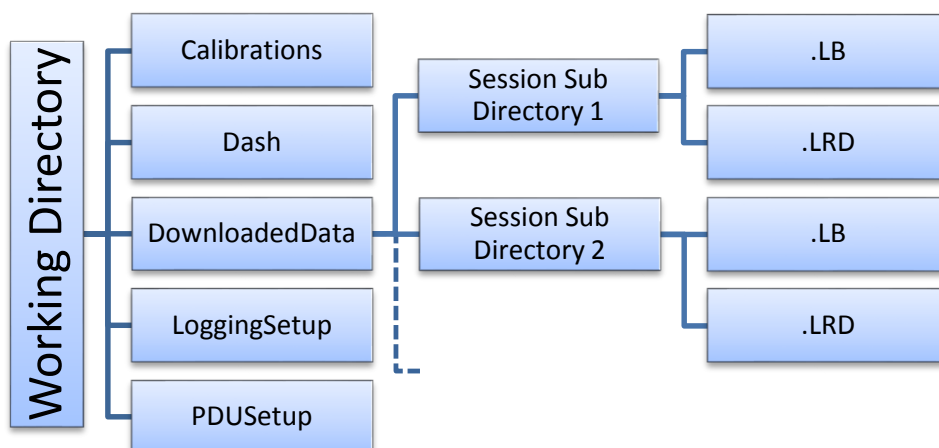 Working Directory
Calibrations
Dash
DownloadedData
LoggingSetup
PDUSetup
Session Sub
Directory 1
Session Sub
Directory 2
.LB
.LRD
.LB
.LRD